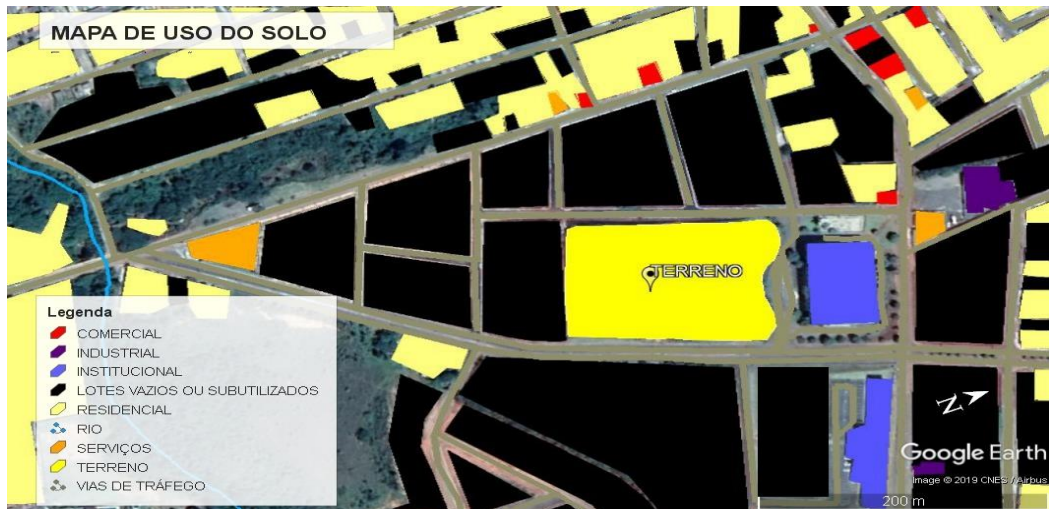 MAPA DE USO DO SOLO
TERRENO
Legenda
COMERCIAL
INDUSTRIAL
INSTITUCIONAL
LOTES VAZIOS OU SUBUTILIZADOS
RESIDENCIAL
RIO
SERVIÇOS
TERRENO
VIAS DE TRÁFEGO
N
Google Earth
Image © 2019 CNES / Airbus
200 m